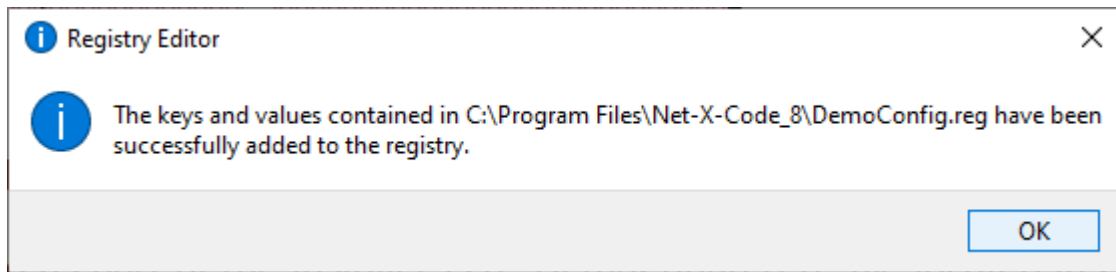 Registry Editor
The keys and values contained in C:\Program Files\Net-X-Code_8\DemoConfig.reg have been
successfully added to the registry.
OK